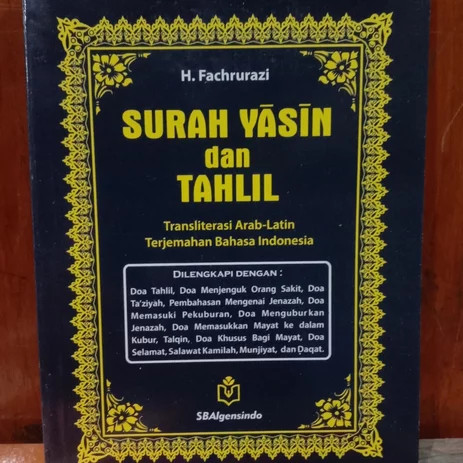 H. Fachrurazi
SURAH YĀSĪN
dan
TAHLIL
Transliterasi Arab-Latin
Terjemahan Bahasa Indonesia
DILENGKAPI DENGAN :
Doa Tahlil, Doa Menjenguk Orang Sakit, Doa
Ta'ziyah, Pembahasan Mengenai Jenazah, Doa
Memasuki Pekuburan, Doa Menguburkan
Jenazah, Doa Memasukkan Mayat ke dalam
Kubur, Talqin, Doa Khusus Bagi Mayat, Doa
Selamat, Salawat Kamilah, Munjiyat, dan Ḍaqat.
SBAlgensindo